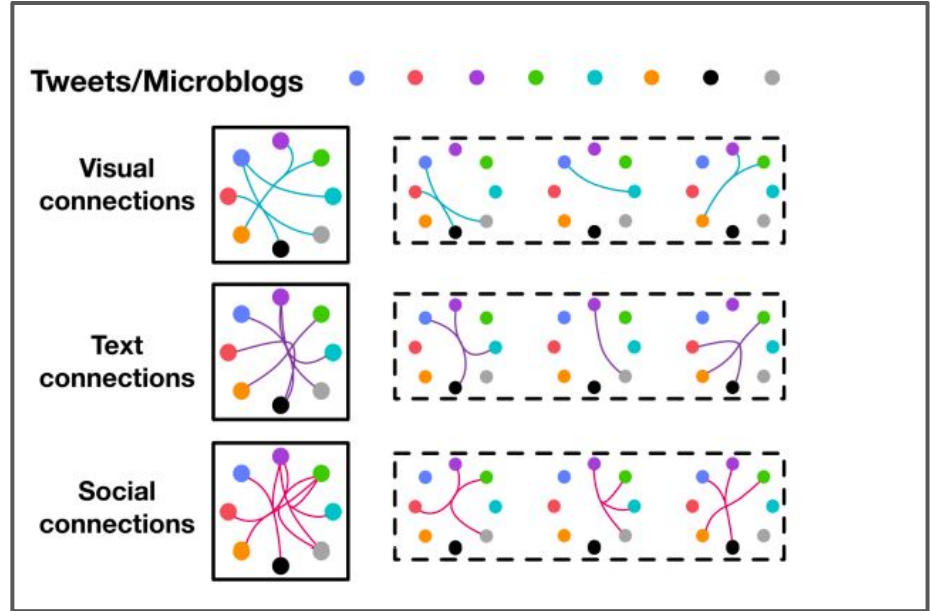 Tweets/Microblogs
Visual
connections
Text
connections
Social
connections